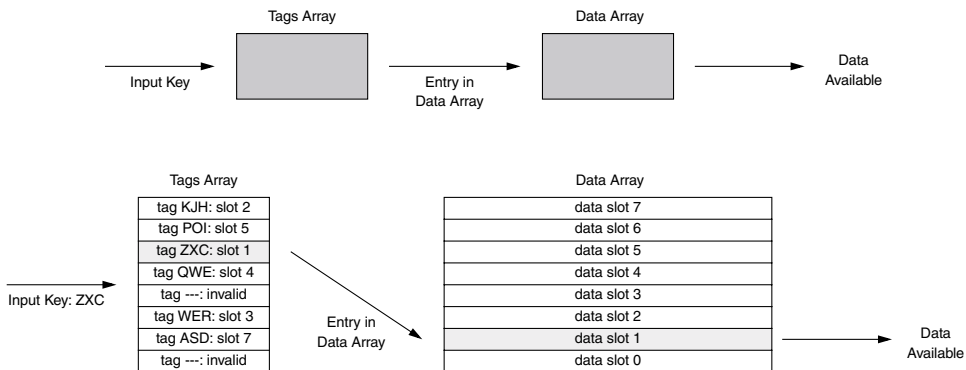 Tags Array
Data Array
Input Key
Entry in
Data Array
Data
Available
Tags Array
tag KJH: slot 2
tag POI: slot 5
tag ZXC: slot 1
tag QWE: slot 4
tag ---: invalid
tag WER: slot 3
tag ASD: slot 7
tag ---: invalid
Input Key: ZXC
Entry in
Data Array
Data Array
data slot 7
data slot 6
data slot 5
data slot 4
data slot 3
data slot 2
data slot 1
data slot 0
Data
Available